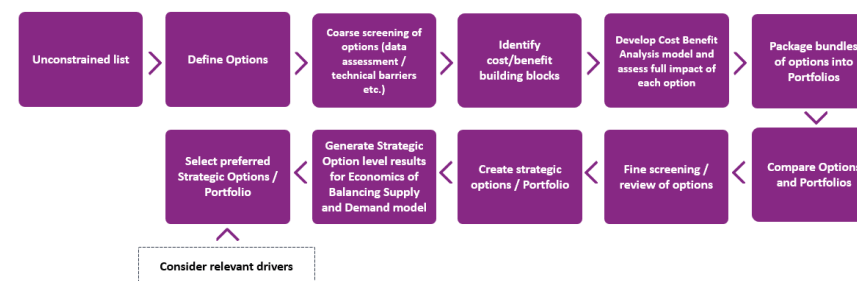 Unconstrained list
Define Options
Coarse screening of
options (data
assessment /
technical barriers
etc.)
Identify
cost/benefit
building blocks
Develop Cost Benefit
Analysis model and
assess full impact of
each option
Package bundles
of options into
Portfolios
Compare Options
and Portfolios
Fine screening /
review of options
Create strategic
options / Portfolio
Generate Strategic
Option level results
for Economics of
Balancing Supply
and Demand model
Select preferred
Strategic Options /
Portfolio
Consider relevant drivers